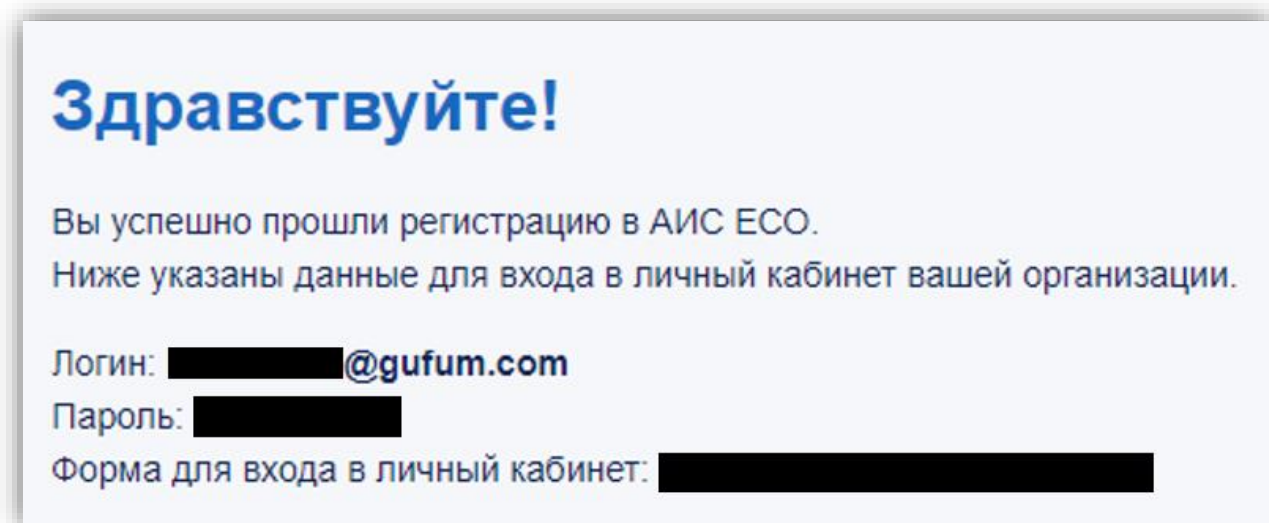 Здравствуйте!
Вы успешно прошли регистрацию в АИС ЕСО.
Ниже указаны данные для входа в личный кабинет вашей организации.
Логин: @gufum.com
Пароль:
Форма для входа в личный кабинет: